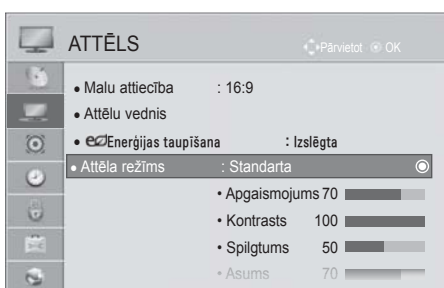 ATTĒLS
Pārvietot OK
• Malu attiecība : 16:9
• Attēlu vednis
• Enerģijas taupīšana : Izslēgta
• Attēla režīms : Standarta
• Apgaismojums 70
• Kontrasts 100
• Spilgtums 50
• Asums 70